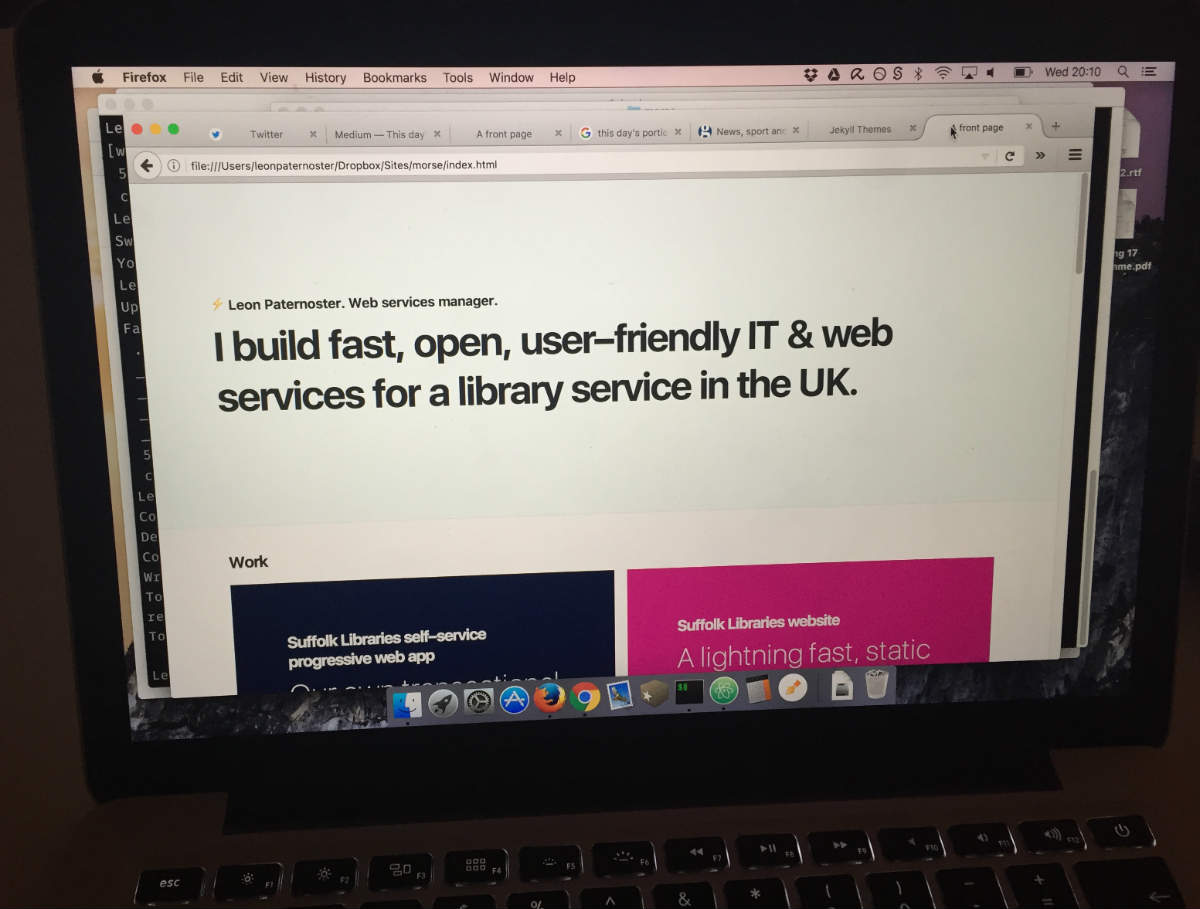 Firefox File Edit View History Bookmarks Tools Window Help
Wed 20:10
Twitter
Medium — This day
A front page
this day's portic
News, sport and
Jekyll Themes
front page
file:///Users/leonpaternoster/Dropbox/Sites/morse/index.html
2.rtf
ng 17
me.pdf
Le
[w
5
c
Le
Sw
Yo
Le
Up
Fa
5
c
Le
Co
De
Co
Wr
To
re
To
Le
⚡ Leon Paternoster. Web services manager.
I build fast, open, user–friendly IT & web
services for a library service in the UK.
Work
Suffolk Libraries self–service
progressive web app
Our own transactional
Suffolk Libraries website
A lightning fast, static
esc F1 F2 F3 F4 F5 F6 F7 F8 F9 F10 F11 F12
% ^ & * ( ) – + =